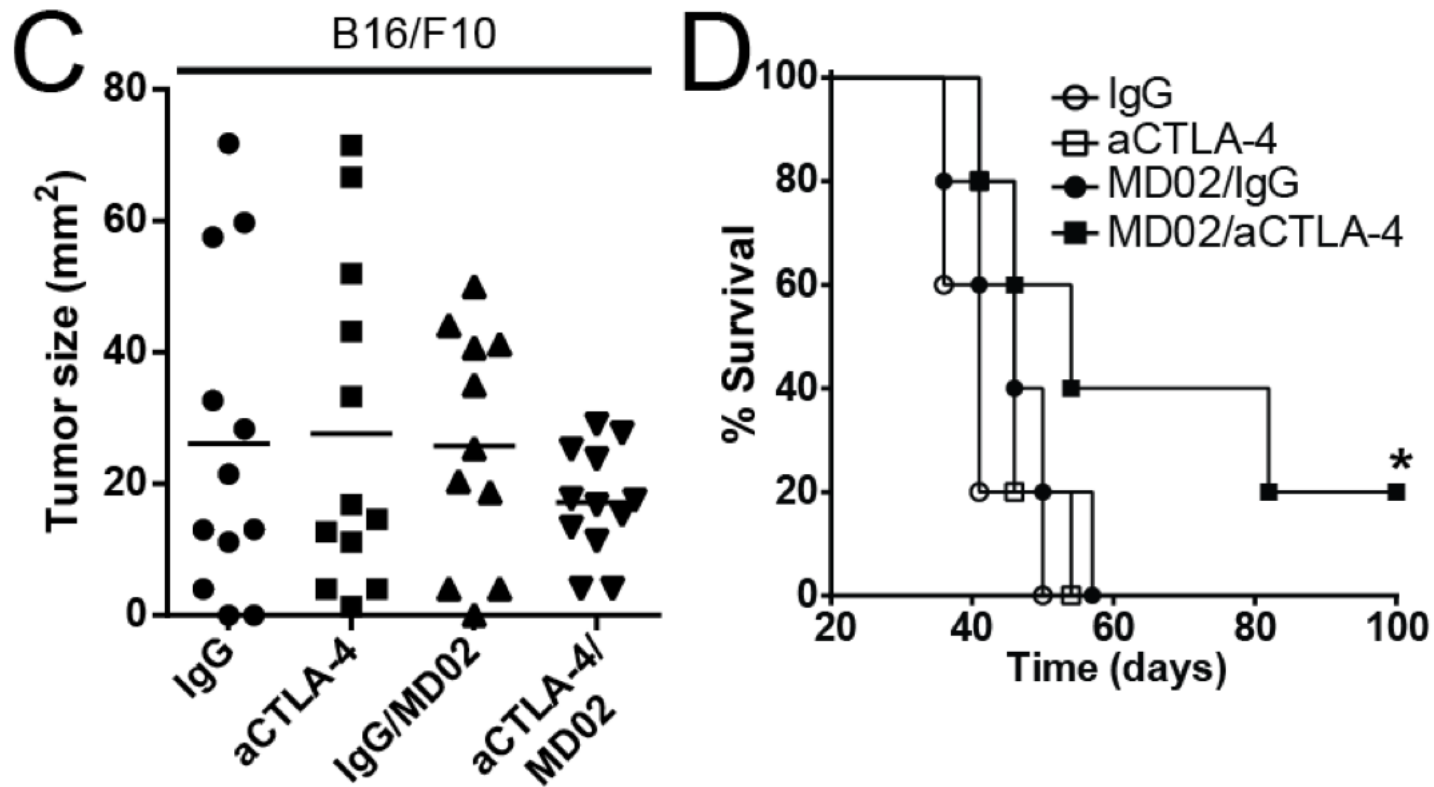 C
B16/F10
Tumor size (mm²)
80
60
40
20
0
IgG
aCTLA-4
IgG/MD02
aCTLA-4/
MD02
D
% Survival
100
80
60
40
20
0
20 40 60 80 100
Time (days)
IgG
aCTLA-4
MD02/IgG
MD02/aCTLA-4
*